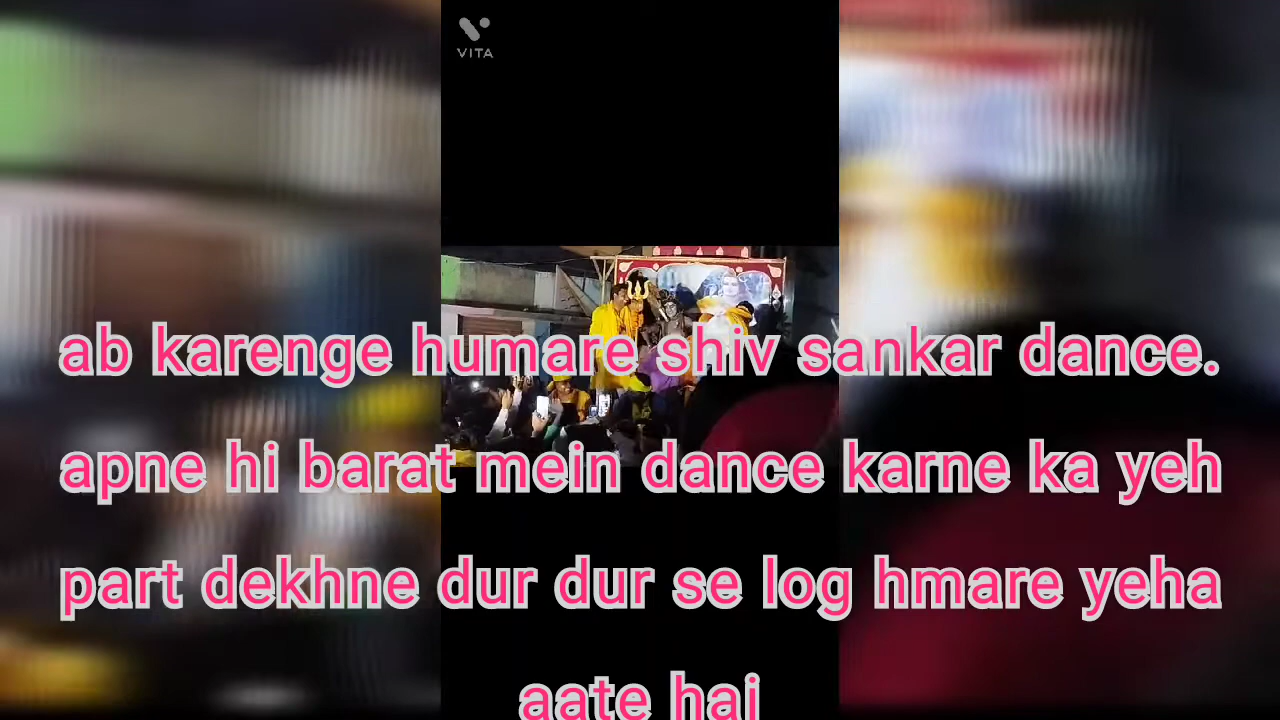 VITA
ab karenge humare shiv sankar dance.
apne hi barat mein dance karne ka yeh
part dekhne dur dur se log hmare yeha
aate hai